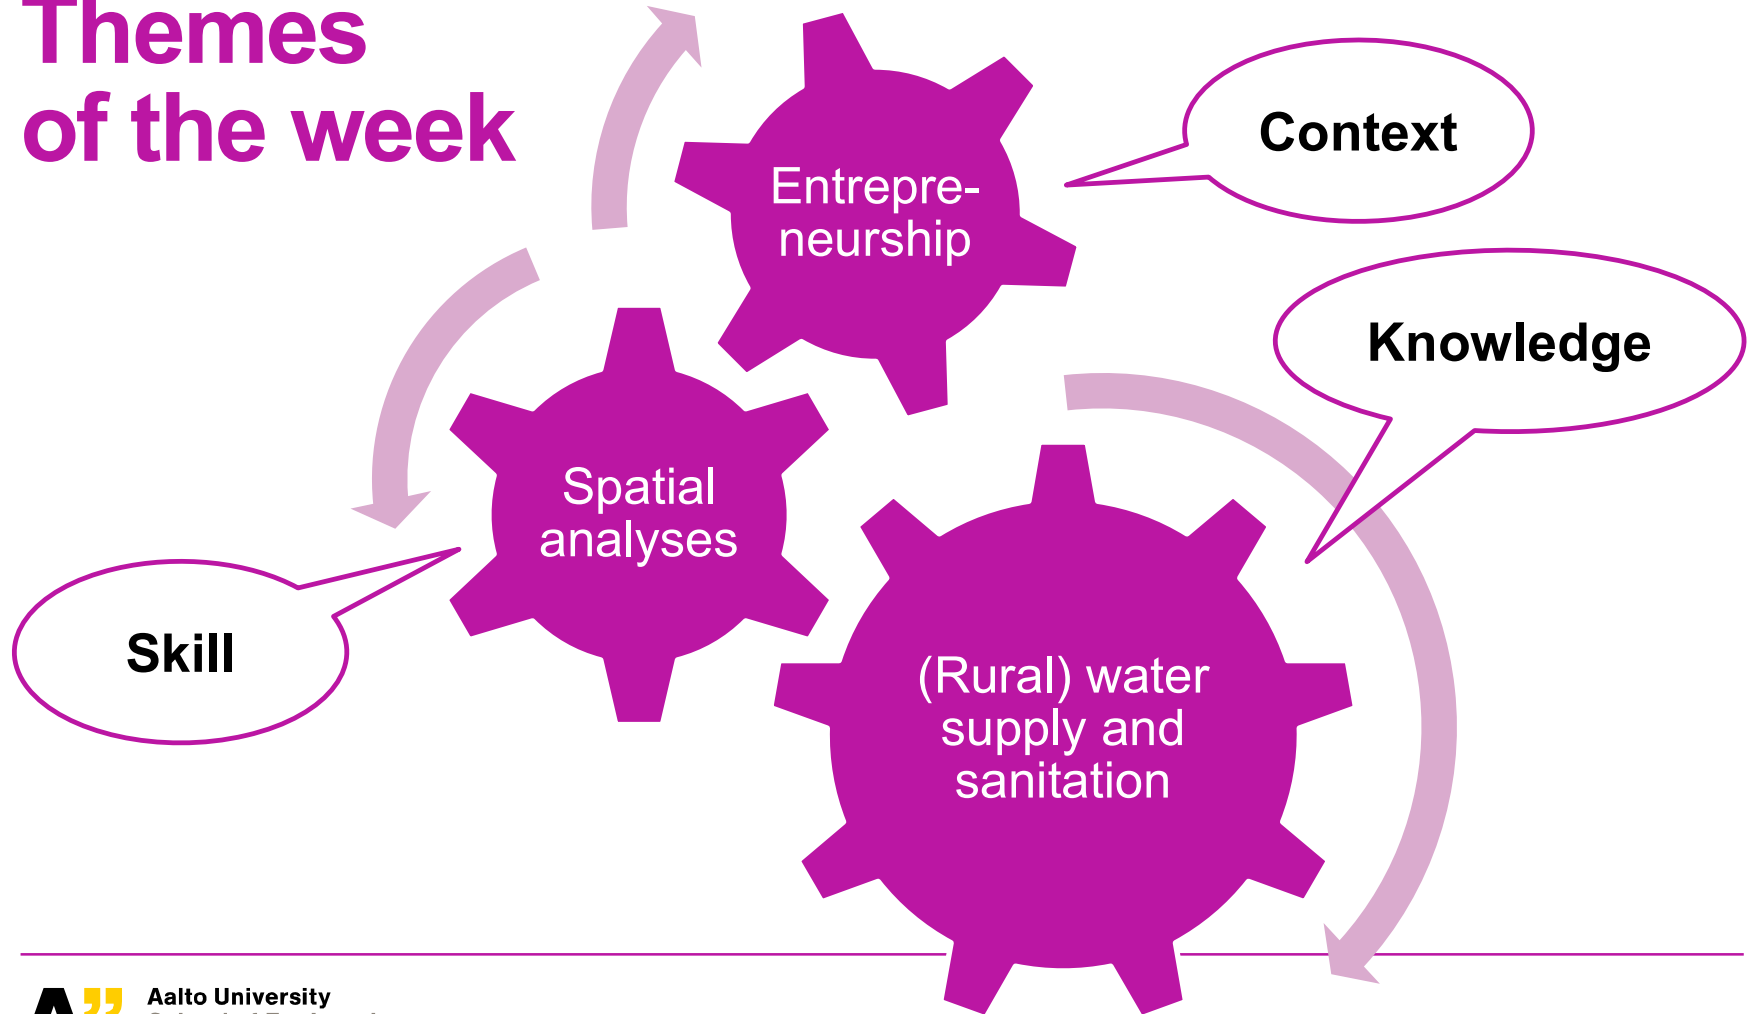 Themes
of the week
Entrepre-
neurship
Context
Knowledge
Spatial
analyses
Skill
(Rural) water
supply and
sanitation
Aalto University